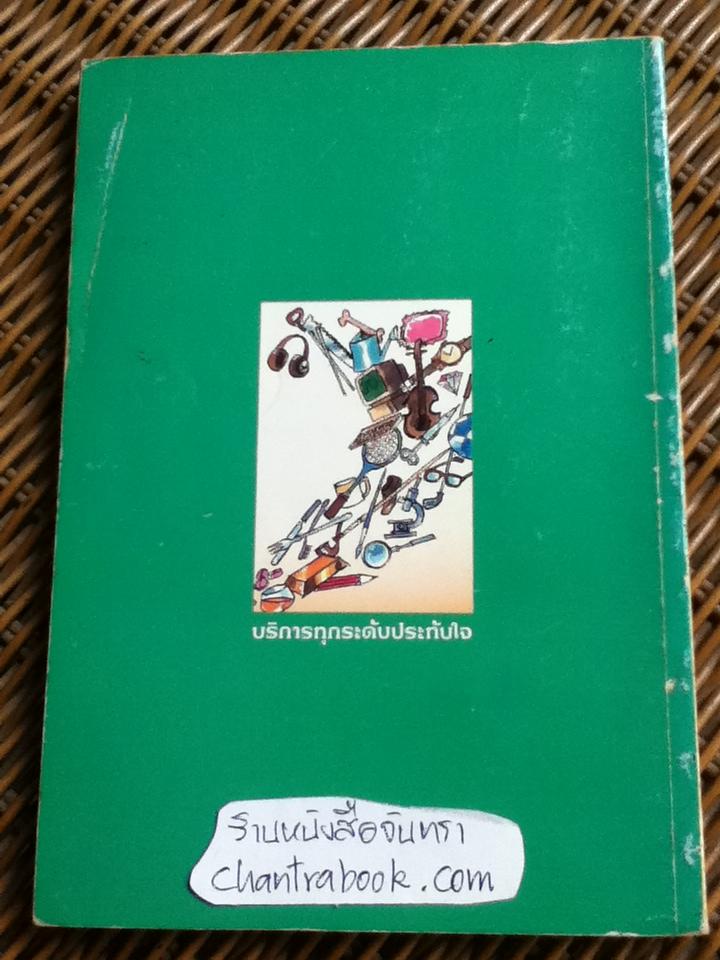 บริการทุกระดับประทับใจ
ร้านหนังสือจันทรา
chantrabook.com